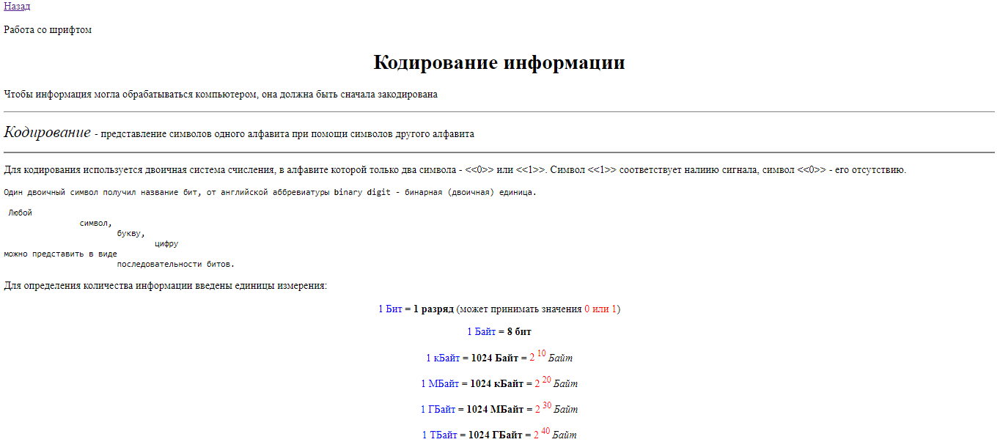 Назад
Работа со шрифтом
Кодирование информации
Чтобы информация могла обрабатываться компьютером, она должна быть сначала закодирована
Кодирование - представление символов одного алфавита при помощи символов другого алфавита
Для кодирования используется двоичная система счисления, в алфавите которой только два символа - <<0>> или <<1>>. Символ <<1>> соответствует налиию сигнала, символ <<0>> - его отсутствию.
Один двоичный символ получил название бит, от английской аббревиатуры binary digit - бинарная (двоичная) единица.
Любой
символ,
букву,
цифру
можно представить в виде
последовательности битов.
Для определения количества информации введены единицы измерения:
1 Бит = 1 разряд (может принимать значения 0 или 1)
1 Байт = 8 бит
1 кБайт = 1024 Байт = 2 10 Байт
1 МБайт = 1024 кБайт = 2 20 Байт
1 ГБайт = 1024 МБайт = 2 30 Байт
1 ТБайт = 1024 ГБайт = 2 40 Байт